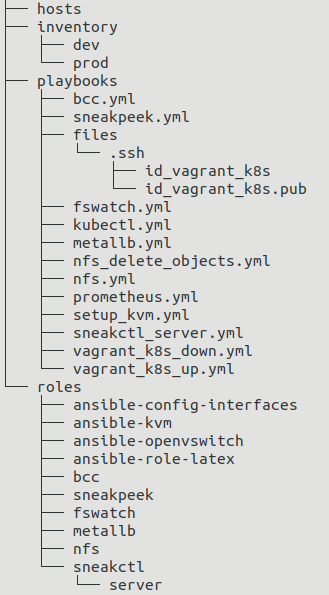 hosts
inventory
dev
prod
playbooks
bcc.yml
sneakpeek.yml
files
.ssh
id_vagrant_k8s
id_vagrant_k8s.pub
fswatch.yml
kubectl.yml
metallb.yml
nfs_delete_objects.yml
nfs.yml
prometheus.yml
setup_kvm.yml
sneakctl_server.yml
vagrant_k8s_down.yml
vagrant_k8s_up.yml
roles
ansible-config-interfaces
ansible-kvm
ansible-openvswitch
ansible-role-latex
bcc
sneakpeek
fswatch
metallb
nfs
sneakctl
server